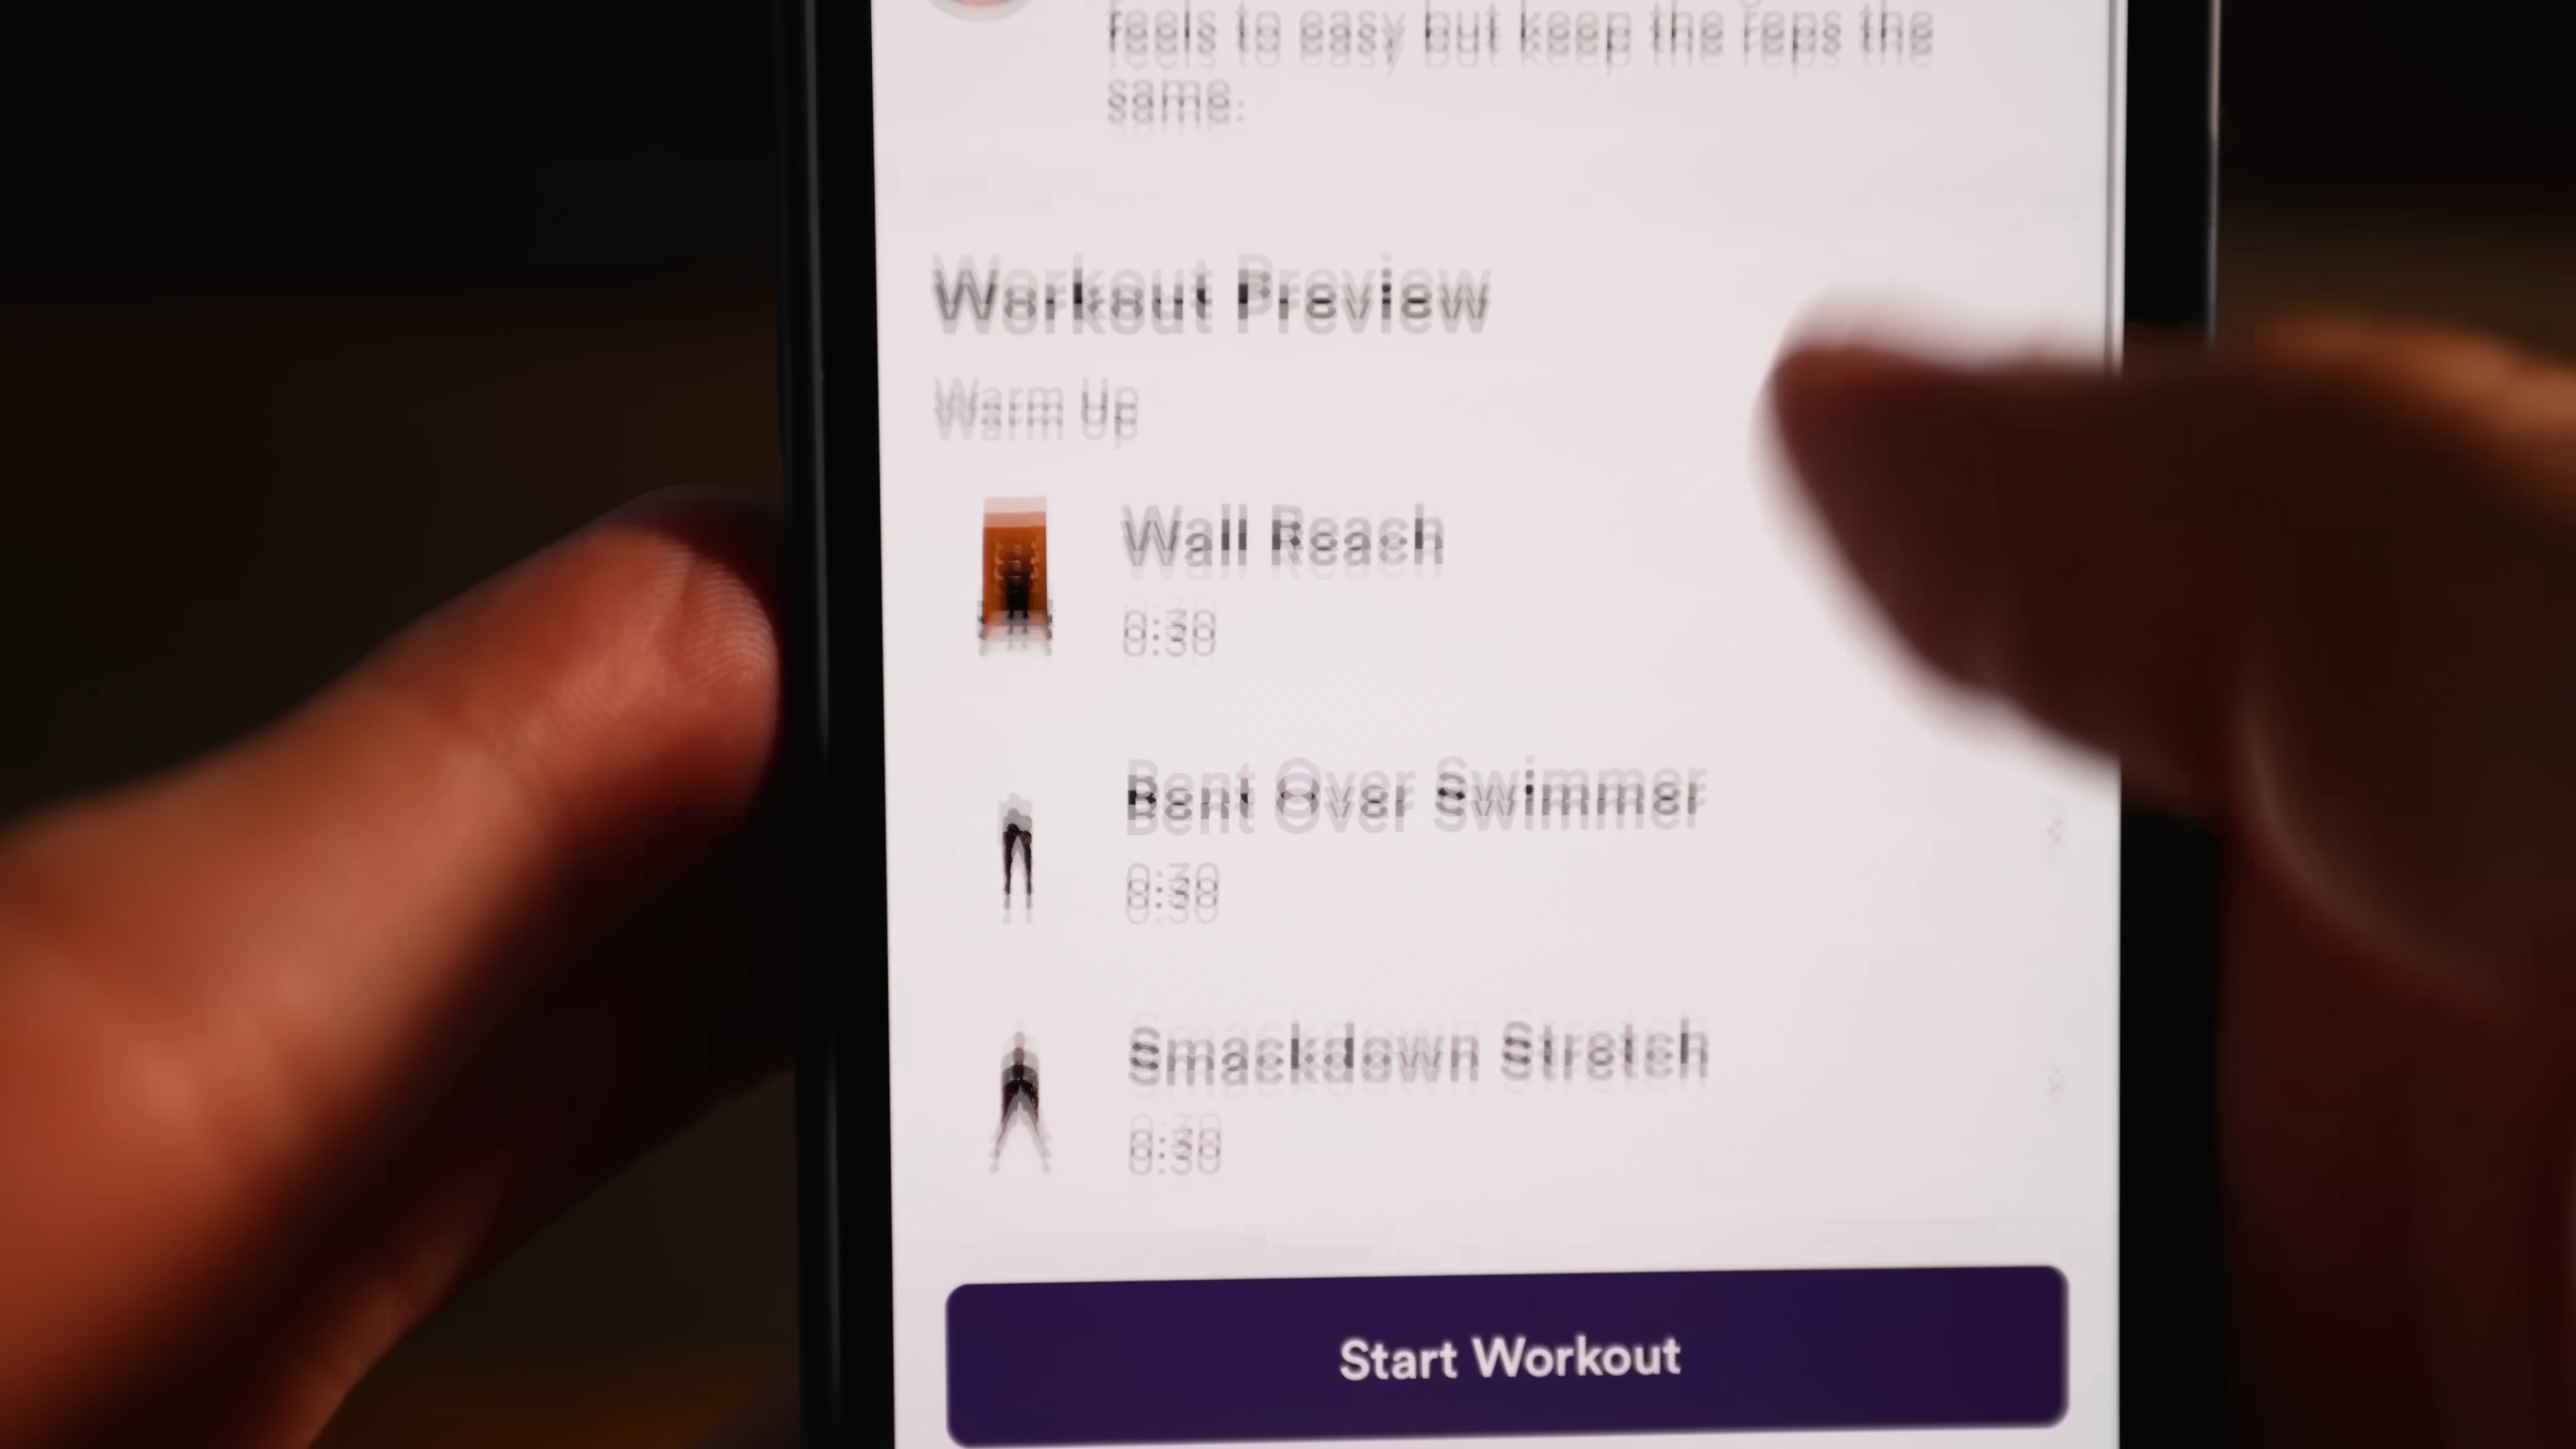 feels to easy but keep the reps the
same.
Workout Preview
Warm Up
Wall Reach
0:30
Bent Over Swimmer
0:30
Smackdown Stretch
0:30
Start Workout